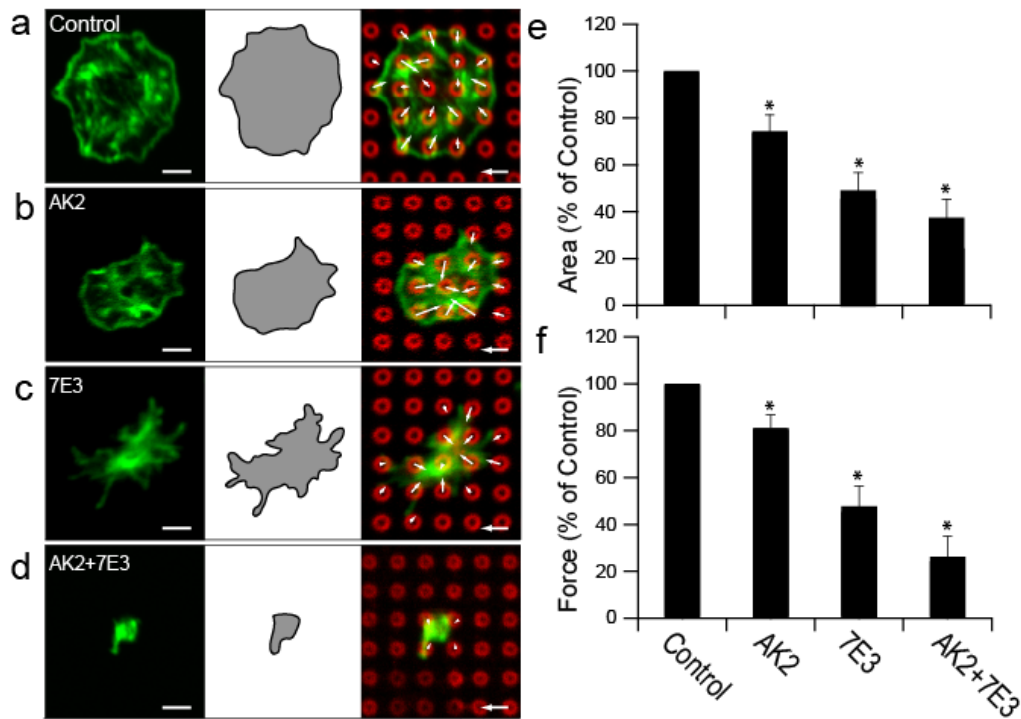 a
Control
b
AK2
c
7E3
d
AK2+7E3
e
120
100
80
60
40
20
0
Area (% of Control)
f
120
100
80
60
40
20
0
Force (% of Control)
*
*
*
*
*
*
Control
AK2
7E3
AK2+7E3